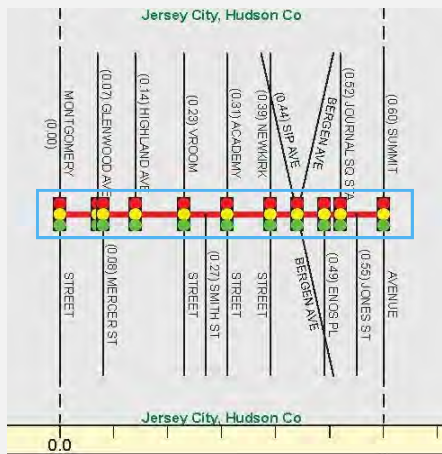 Jersey City, Hudson Co
MONTGOMERY
(0.00)
(0.07) GLENWOOD AVE
(0.14) HIGHLAND AVE
(0.23) VROOM
(0.31) ACADEMY
(0.39) NEWKIRK
(0.44) SIP AVE
BERGEN AVE
(0.52) JOURNAL SQ STA
(0.60) SUMMIT
STREET
(0.08) MERCER ST
STREET
(0.27) SMITH ST
STREET
STREET
BERGEN AVE
(0.49) ENOS PL
(0.55) JONES ST
AVENUE
Jersey City, Hudson Co
0.0